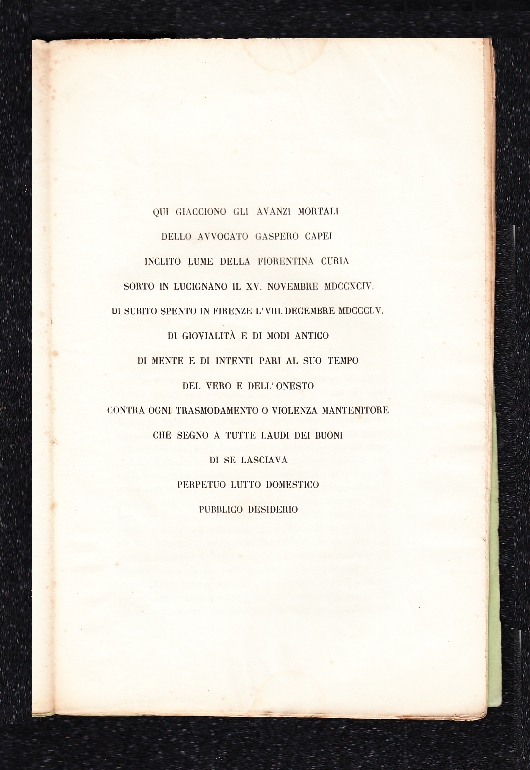 QUI GIACCIONO GLI AVANZI MORTALI
DELLO AVVOCATO GASPERO CAPEI
INCLITO LUME DELLA FIORENTINA CURIA
SORTO IN LUCIGNANO IL XV. NOVEMBRE MDCCXCIV.
DI SUBITO SPENTO IN FIRENZE L'VIII. DECEMBRE MDCCCLV.
DI GIOVIALITÀ E DI MODI ANTICO
DI MENTE E DI INTENTI PARI AL SUO TEMPO
DEL VERO E DELL'ONESTO
CONTRA OGNI TRASMODAMENTO O VIOLENZA MANTENITORE
CHE SEGNO A TUTTE LAUDI DEI BUONI
DI SE LASCIAVA
PERPETUO LUTTO DOMESTICO
PUBBLICO DESIDERIO